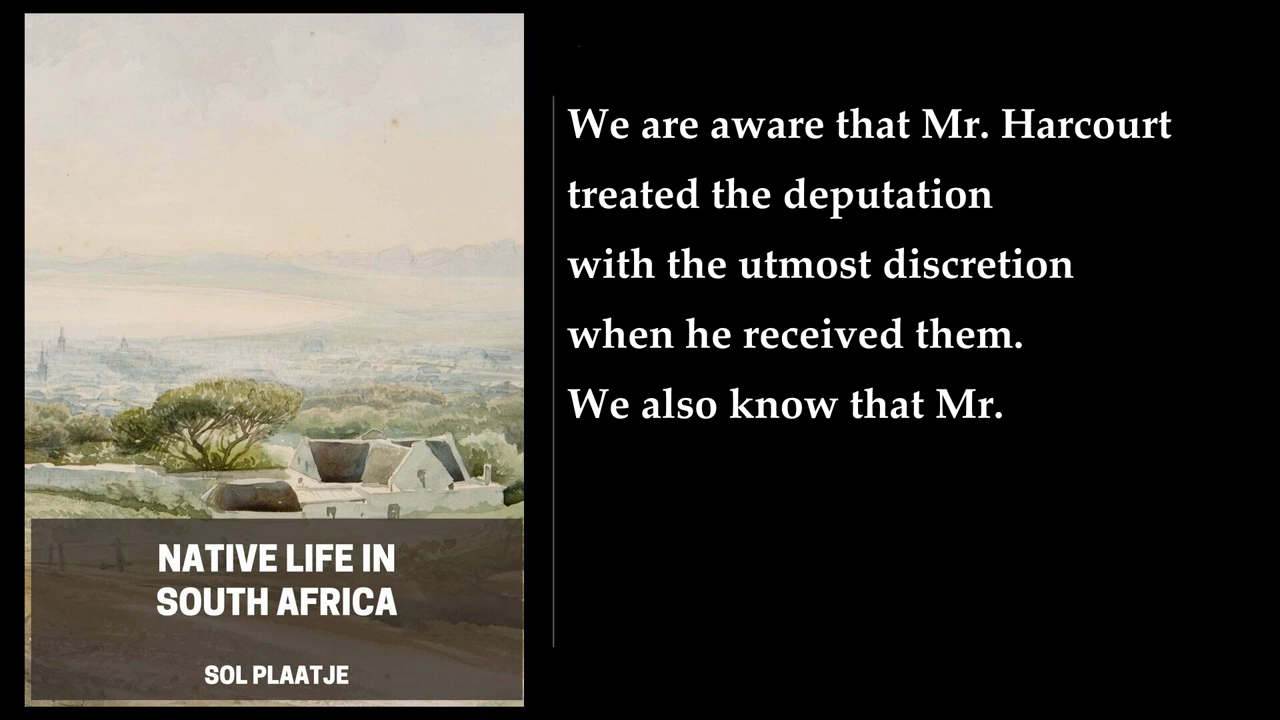 We are aware that Mr. Harcourt
treated the deputation
with the utmost discretion
when he received them.
We also know that Mr.
NATIVE LIFE IN
SOUTH AFRICA
SOL PLAATJE